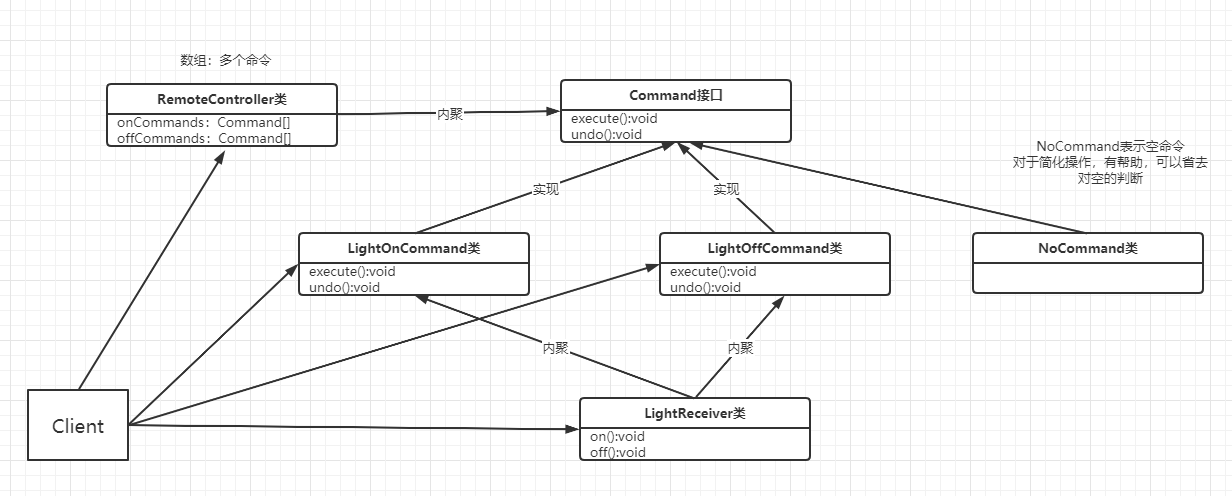 数组：多个命令
RemoteController类
onCommands：Command[]
offCommands：Command[]
内聚
Command接口
execute():void
undo():void
NoCommand表示空命令
对于简化操作，有帮助，可以省去
对空的判断
实现
实现
LightOnCommand类
execute():void
undo():void
LightOffCommand类
execute():void
undo():void
NoCommand类
内聚
内聚
Client
LightReceiver类
on():void
off():void